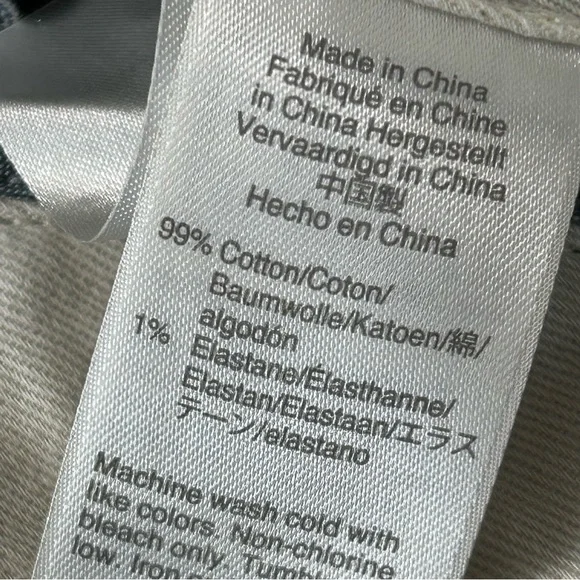 Made in China
Fabriqué en Chine
in China Hergestellt
Vervaardigd in China
中国製
Hecho en China
99% Cotton/Coton/
Baumwolle/Katoen/綿/
algodón
1% Elastane/Élasthanne/
Elastan/Elastaan/エラス
テーン/elastano
Machine wash cold with
like colors. Non-chlorine
bleach only. Tumble
low. Iron